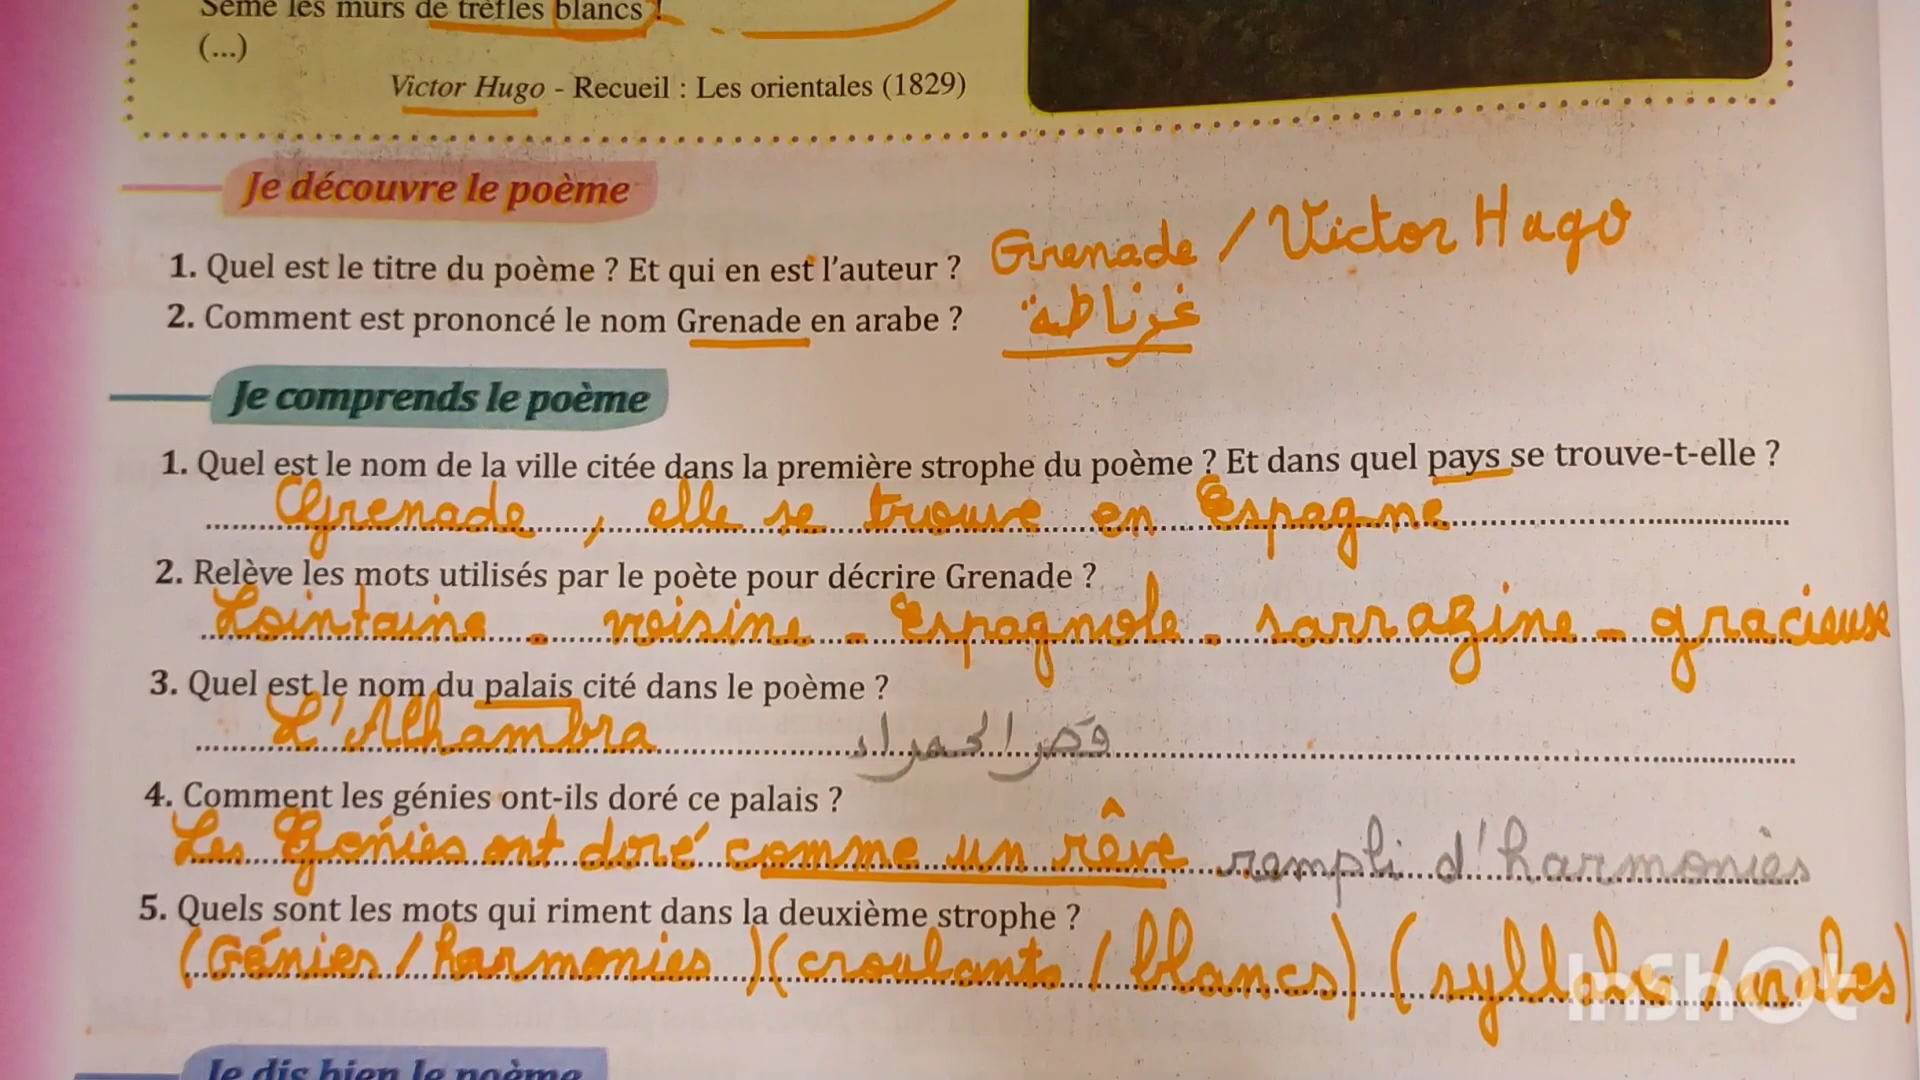 Sème les murs de trèfles blancs !
(...)
Victor Hugo - Recueil : Les orientales (1829)
Je découvre le poème
1. Quel est le titre du poème ? Et qui en est l'auteur ? Grenade / Victor Hugo
2. Comment est prononcé le nom Grenade en arabe ? غرناطة
Je comprends le poème
1. Quel est le nom de la ville citée dans la première strophe du poème ? Et dans quel pays se trouve-t-elle ?
Grenade, elle se trouve en Espagne
2. Relève les mots utilisés par le poète pour décrire Grenade ?
Lointaine - voisine - Espagnole - sarrazine - gracieuse
3. Quel est le nom du palais cité dans le poème ?
L'Alhambra قصر الحمراء
4. Comment les génies ont-ils doré ce palais ?
Les Génies ont doré comme un rêve rempli d'harmonies
5. Quels sont les mots qui riment dans la deuxième strophe ?
(Génies / harmonies) (croulants / blancs) (syllabes / arabes)
InShOt
Je dis bien le poème